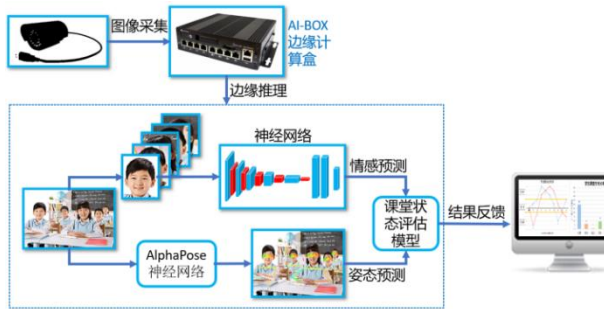 图像采集
AI-BOX
边缘计
算盒
边缘推理
神经网络
情感预测
课堂状
态评估
模型
结果反馈
AlphaPose
神经网络
姿态预测